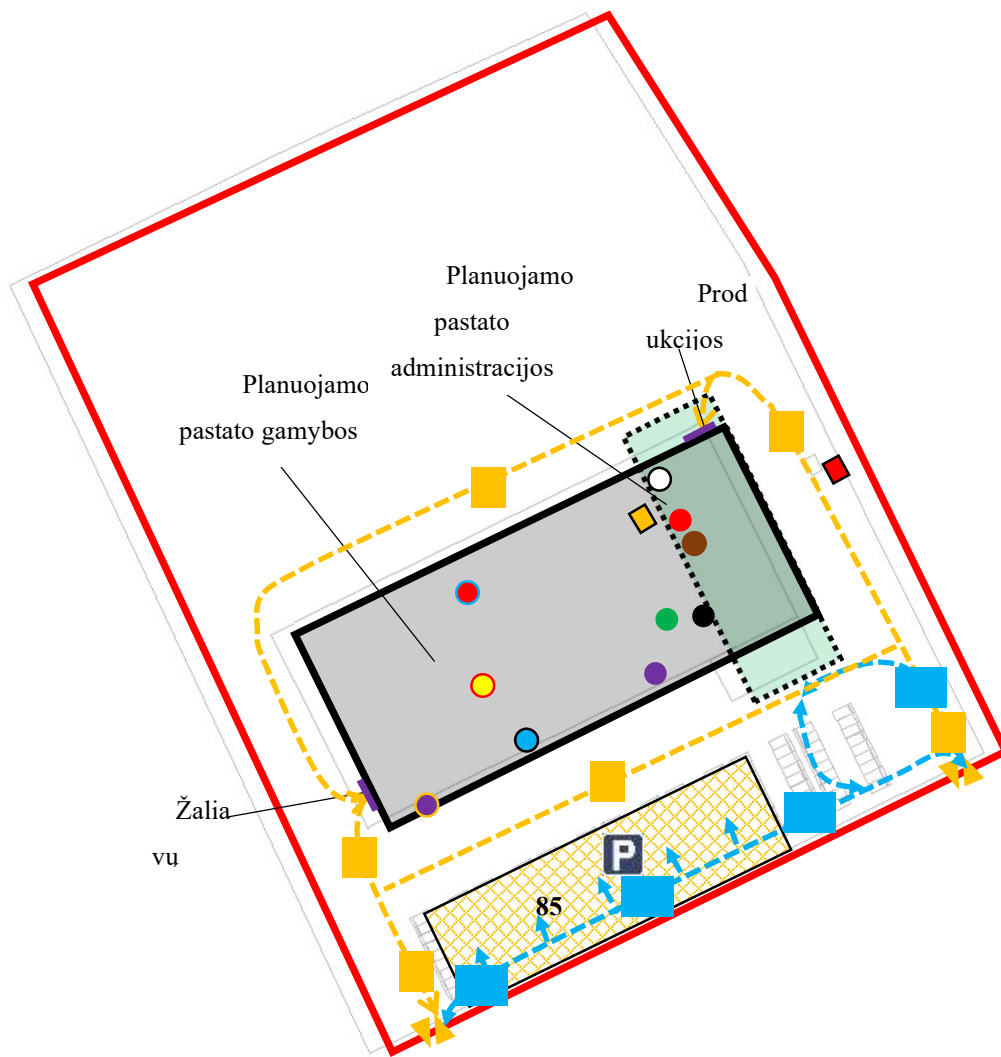 Planuojamo
pastato
administracijos
Prod
ukcijos
Planuojamo
pastato gamybos
Žalia
vų
P
85